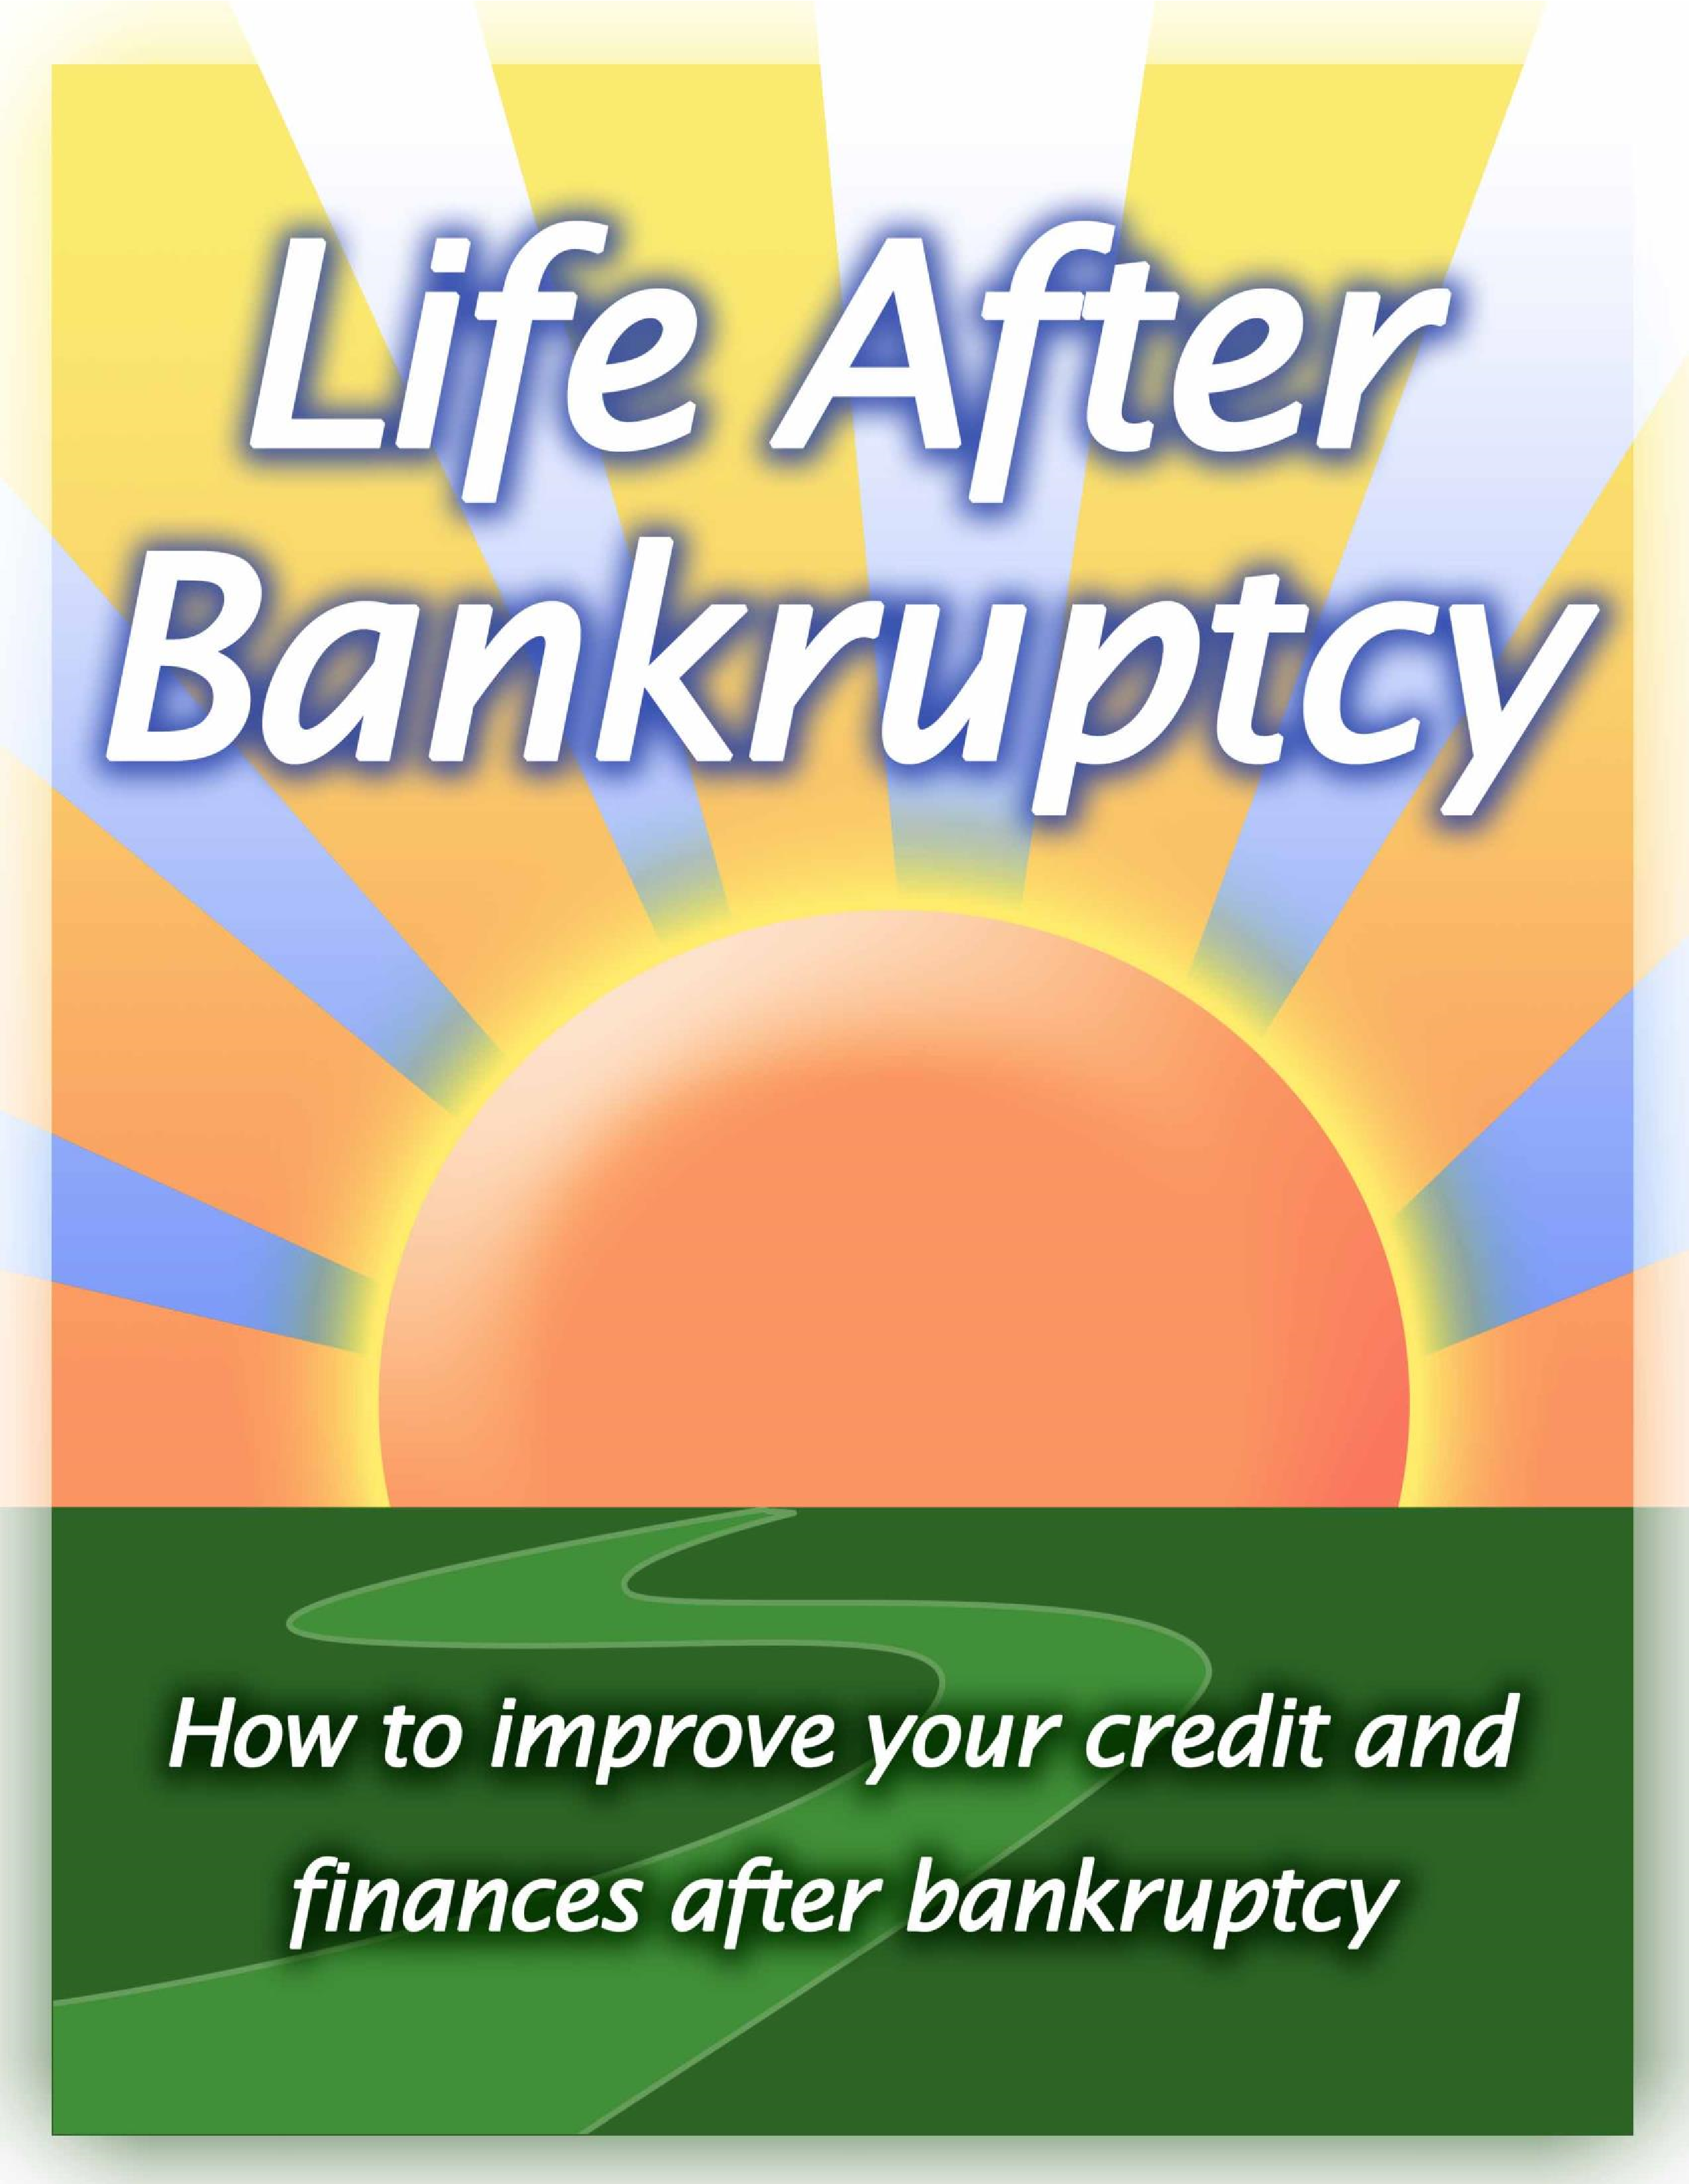 Life After
Bankruptcy
How to improve your credit and
finances after bankruptcy